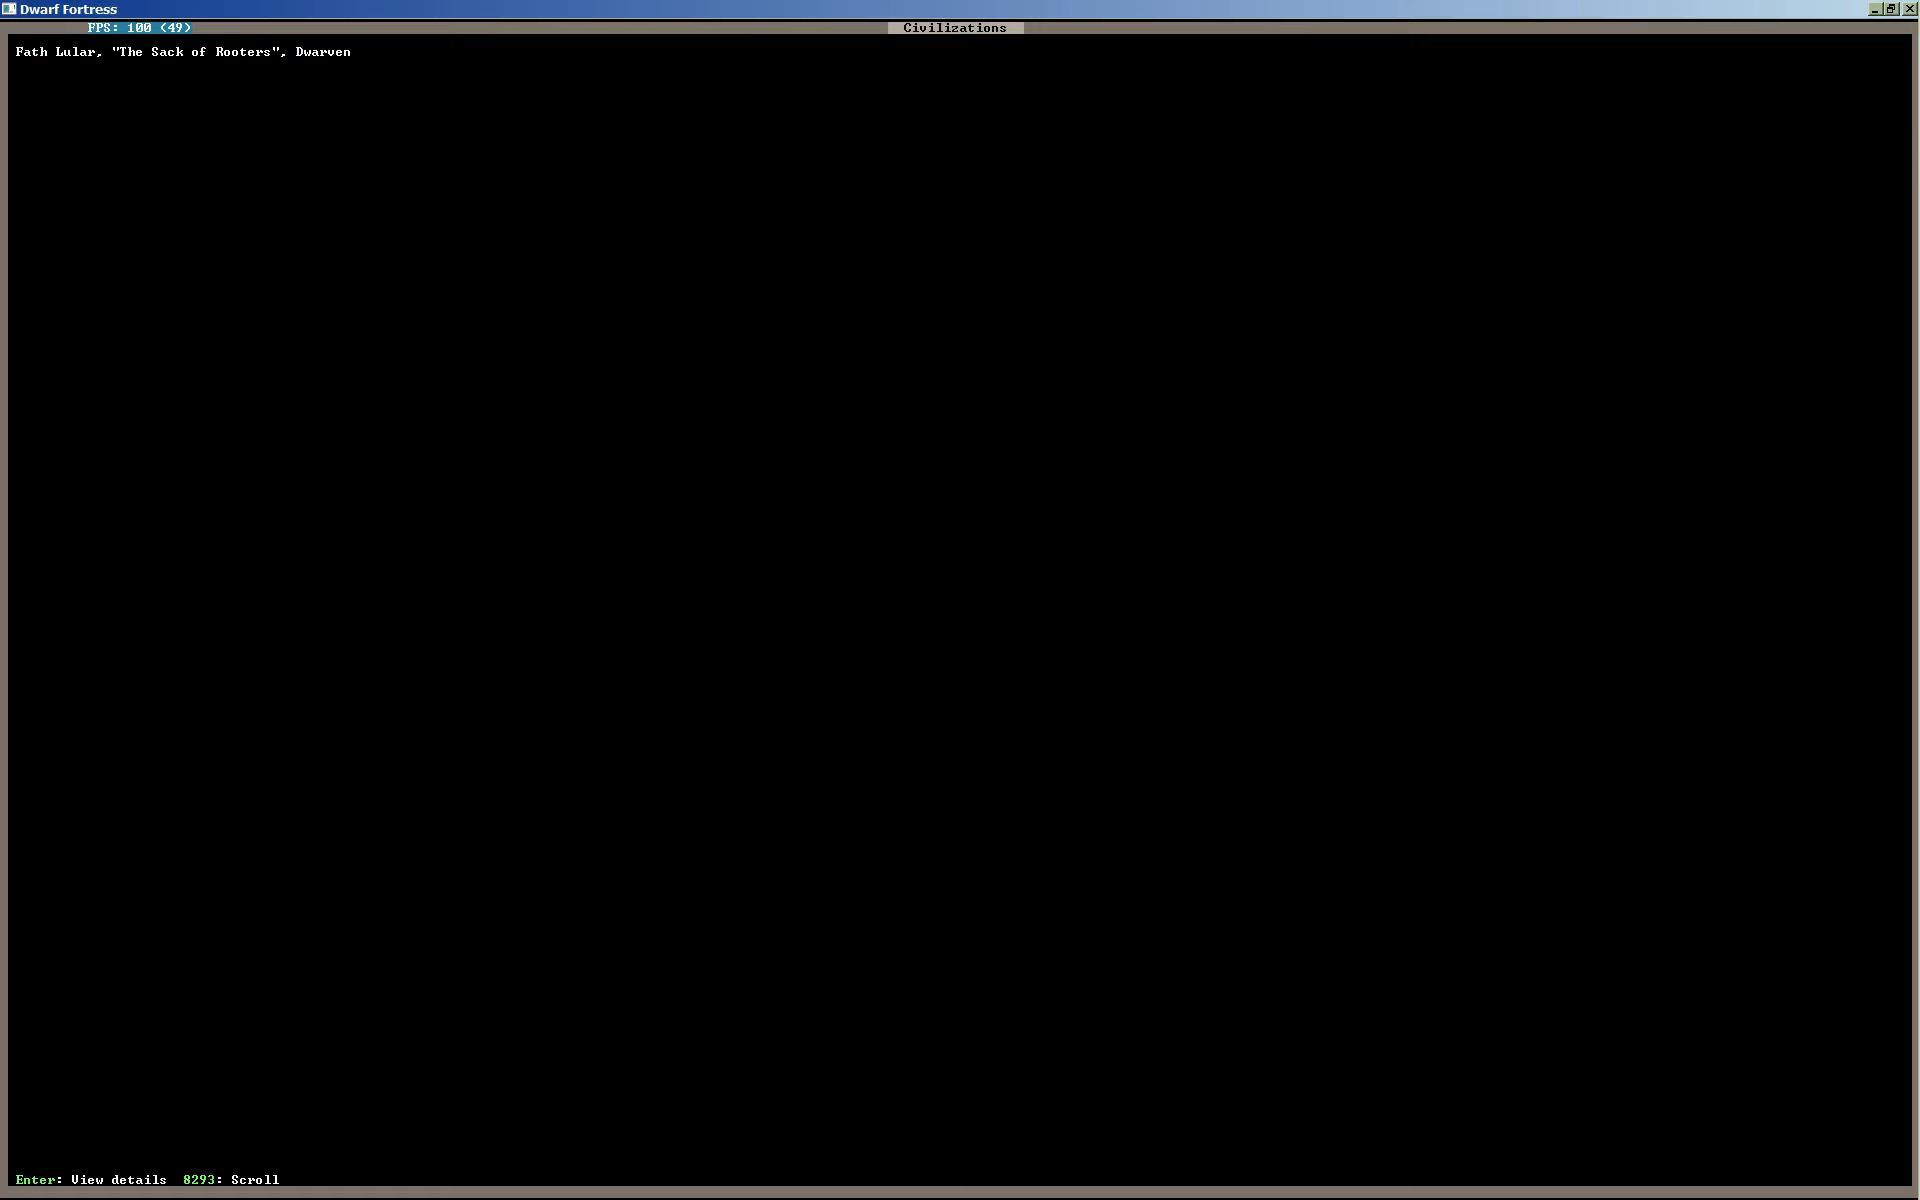 Dwarf Fortress
FPS: 100 (49)
Civilizations
Fath Lular, "The Sack of Rooters", Dwarven
Enter: View details 8293: Scroll